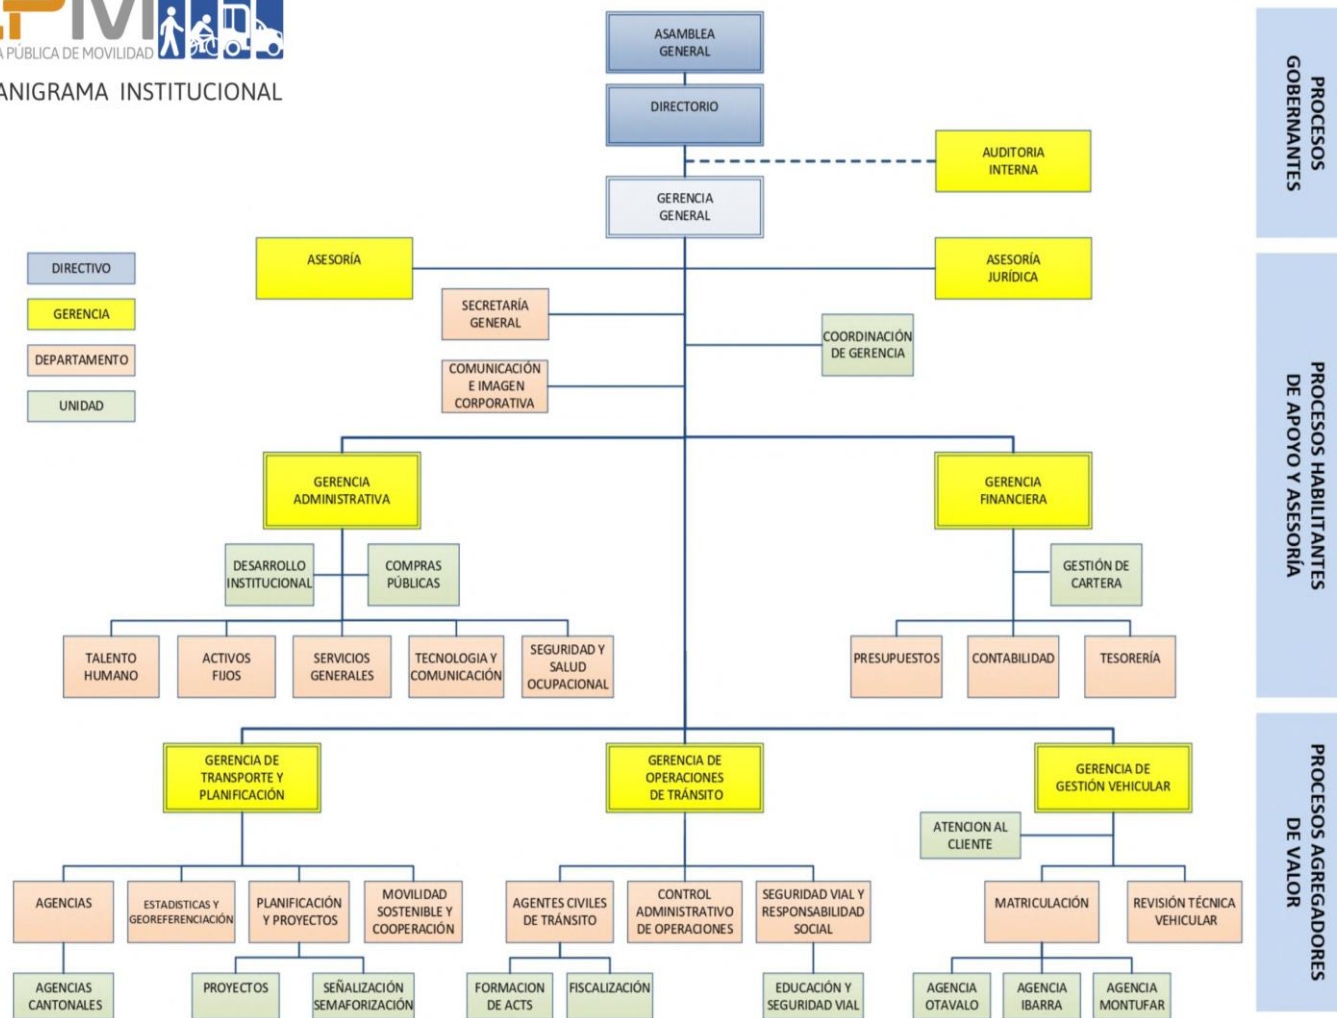 EPM
A PÚBLICA DE MOVILIDAD
ANIGRAMA INSTITUCIONAL
ASAMBLEA
GENERAL
DIRECTORIO
AUDITORIA
INTERNA
GERENCIA
GENERAL
PROCESOS
GOBERNANTES
DIRECTIVO
GERENCIA
DEPARTAMENTO
UNIDAD
ASESORÍA
ASESORÍA
JURÍDICA
SECRETARÍA
GENERAL
COORDINACIÓN
DE GERENCIA
COMUNICACIÓN
E IMAGEN
CORPORATIVA
GERENCIA
ADMINISTRATIVA
GERENCIA
FINANCIERA
DESARROLLO
INSTITUCIONAL
COMPRAS
PÚBLICAS
GESTIÓN DE
CARTERA
TALENTO
HUMANO
ACTIVOS
FIJOS
SERVICIOS
GENERALES
TECNOLOGIA Y
COMUNICACIÓN
SEGURIDAD Y
SALUD
OCUPACIONAL
PRESUPUESTOS
CONTABILIDAD
TESORERÍA
PROCESOS HABILITANTES
DE APOYO Y ASESORÍA
GERENCIA DE
TRANSPORTE Y
PLANIFICACIÓN
GERENCIA DE
OPERACIONES
DE TRÁNSITO
GERENCIA DE
GESTIÓN VEHICULAR
ATENCION AL
CLIENTE
AGENCIAS
ESTADISTICAS Y
GEOREFERENCIACIÓN
PLANIFICACIÓN
Y PROYECTOS
MOVILIDAD
SOSTENIBLE Y
COOPERACIÓN
AGENTES CIVILES
DE TRÁNSITO
CONTROL
ADMINISTRATIVO
DE OPERACIONES
SEGURIDAD VIAL Y
RESPONSABILIDAD
SOCIAL
MATRICULACIÓN
REVISIÓN TÉCNICA
VEHICULAR
AGENCIAS
CANTONALES
PROYECTOS
SEÑALIZACIÓN
SEMAFORIZACIÓN
FORMACION
DE ACTS
FISCALIZACIÓN
EDUCACIÓN Y
SEGURIDAD VIAL
AGENCIA
OTAVALO
AGENCIA
IBARRA
AGENCIA
MONTUFAR
PROCESOS AGREGADORES
DE VALOR